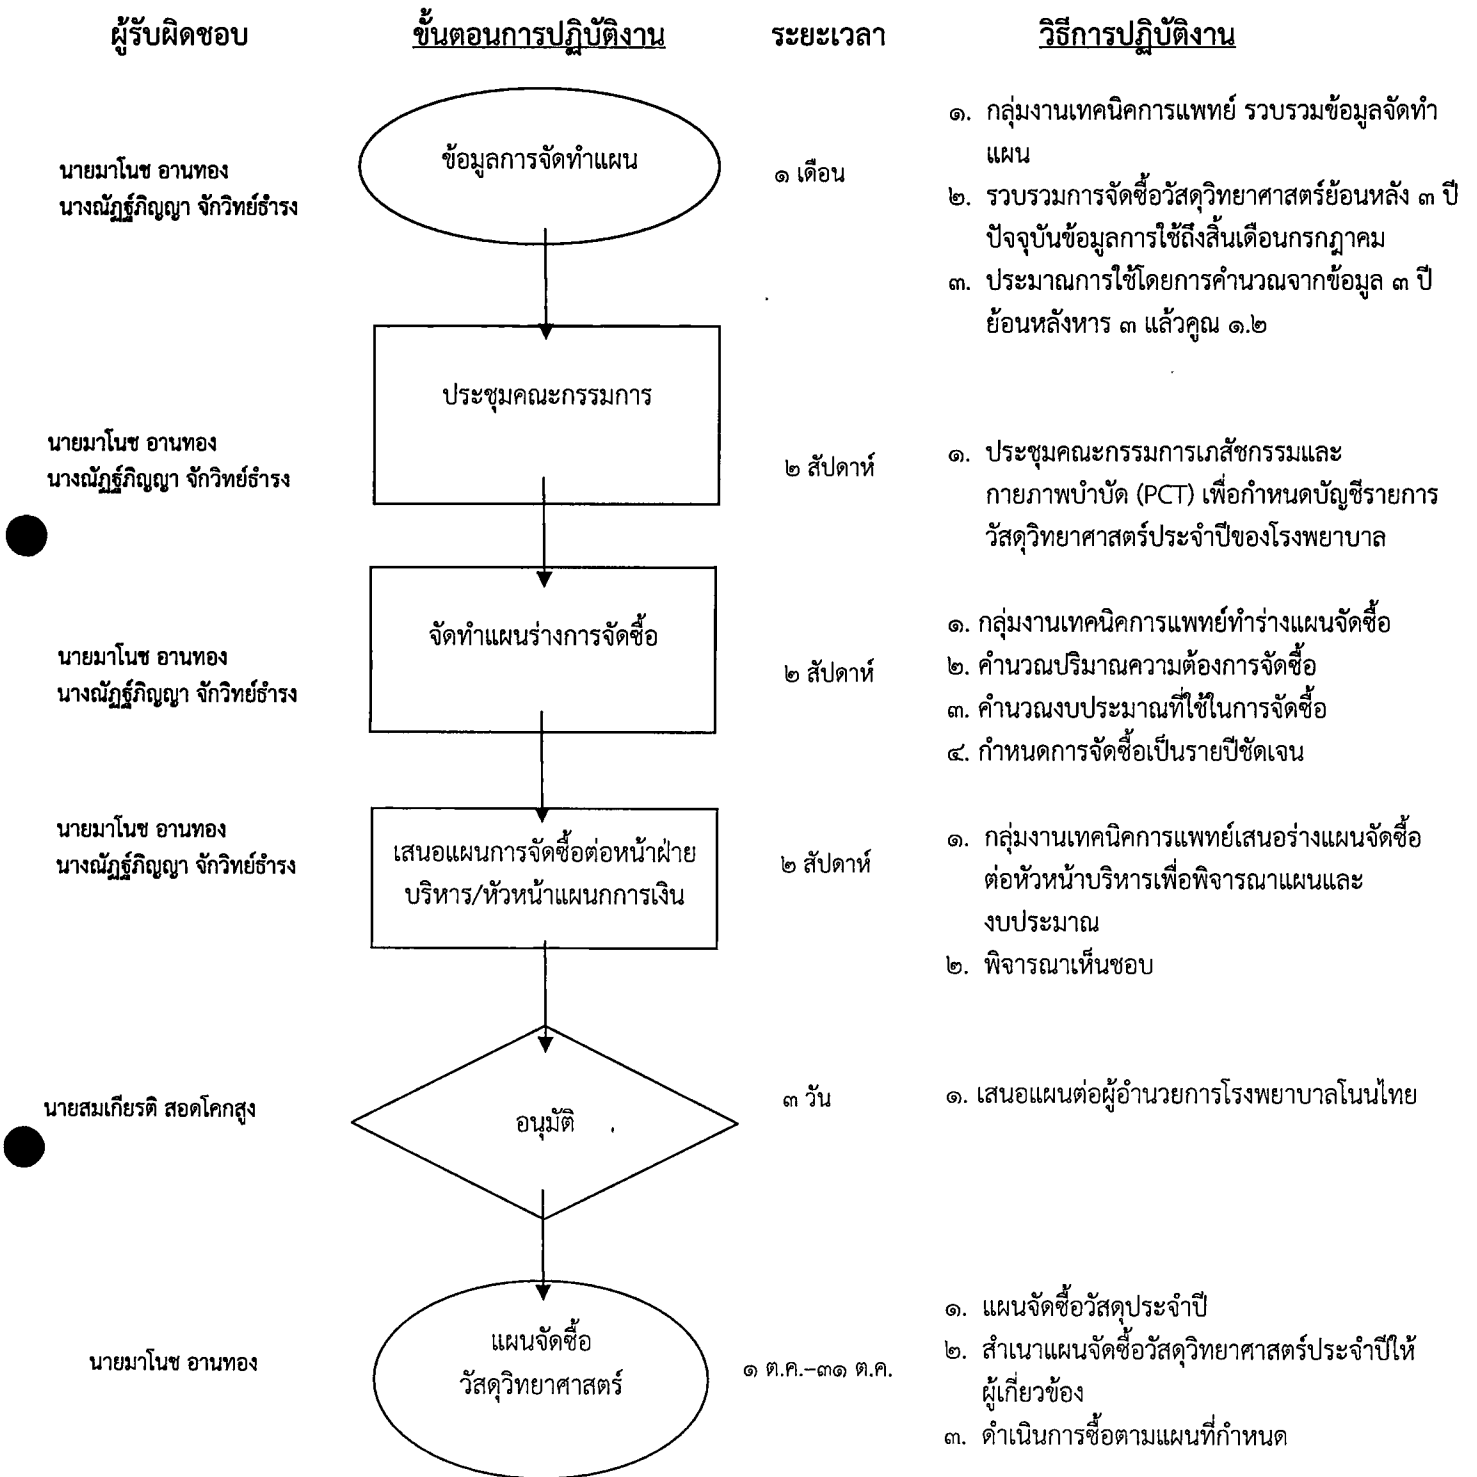 ผู้รับผิดชอบ ขั้นตอนการปฏิบัติงาน ระยะเวลา วิธีการปฏิบัติงาน
นายมาโนช อานทอง
นางณัฏฐ์ภิญญา จักวิทย์ธำรง
ข้อมูลการจัดทำแผน
๑ เดือน
๑. กลุ่มงานเทคนิคการแพทย์ รวบรวมข้อมูลจัดทำ
แผน
๒. รวบรวมการจัดซื้อวัสดุวิทยาศาสตร์ย้อนหลัง ๓ ปี
ปัจจุบันข้อมูลการใช้ถึงสิ้นเดือนกรกฎาคม
๓. ประมาณการใช้โดยการคำนวณจากข้อมูล ๓ ปี
ย้อนหลังหาร ๓ แล้วคูณ ๑.๒
นายมาโนช อานทอง
นางณัฏฐ์ภิญญา จักวิทย์ธำรง
ประชุมคณะกรรมการ
๒ สัปดาห์
๑. ประชุมคณะกรรมการเภสัชกรรมและ
กายภาพบำบัด (PCT) เพื่อกำหนดบัญชีรายการ
วัสดุวิทยาศาสตร์ประจำปีของโรงพยาบาล
นายมาโนช อานทอง
นางณัฏฐ์ภิญญา จักวิทย์ธำรง
จัดทำแผนร่างการจัดซื้อ
๒ สัปดาห์
๑. กลุ่มงานเทคนิคการแพทย์ทำร่างแผนจัดซื้อ
๒. คำนวณปริมาณความต้องการจัดซื้อ
๓. คำนวณงบประมาณที่ใช้ในการจัดซื้อ
๔. กำหนดการจัดซื้อเป็นรายปีชัดเจน
นายมาโนช อานทอง
นางณัฏฐ์ภิญญา จักวิทย์ธำรง
เสนอแผนการจัดซื้อต่อหน้าฝ่าย
บริหาร/หัวหน้าแผนกการเงิน
๒ สัปดาห์
๑. กลุ่มงานเทคนิคการแพทย์เสนอร่างแผนจัดซื้อ
ต่อหัวหน้าบริหารเพื่อพิจารณาแผนและ
งบประมาณ
๒. พิจารณาเห็นชอบ
นายสมเกียรติ สอดโคกสูง
อนุมัติ
๓ วัน
๑. เสนอแผนต่อผู้อำนวยการโรงพยาบาลโนนไทย
นายมาโนช อานทอง
แผนจัดซื้อ
วัสดุวิทยาศาสตร์
๑ ต.ค.–๓๑ ต.ค.
๑. แผนจัดซื้อวัสดุประจำปี
๒. สำเนาแผนจัดซื้อวัสดุวิทยาศาสตร์ประจำปีให้
ผู้เกี่ยวข้อง
๓. ดำเนินการซื้อตามแผนที่กำหนด